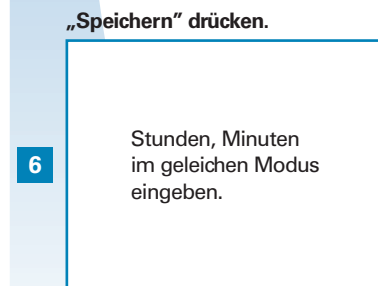 „Speichern” drücken.
6
Stunden, Minuten
im geleichen Modus
eingeben.